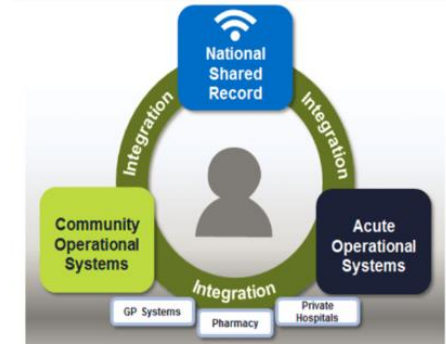 National
Shared
Record
Integration
Integration
Community
Operational
Systems
Acute
Operational
Systems
Integration
GP Systems
Pharmacy
Private
Hospitals